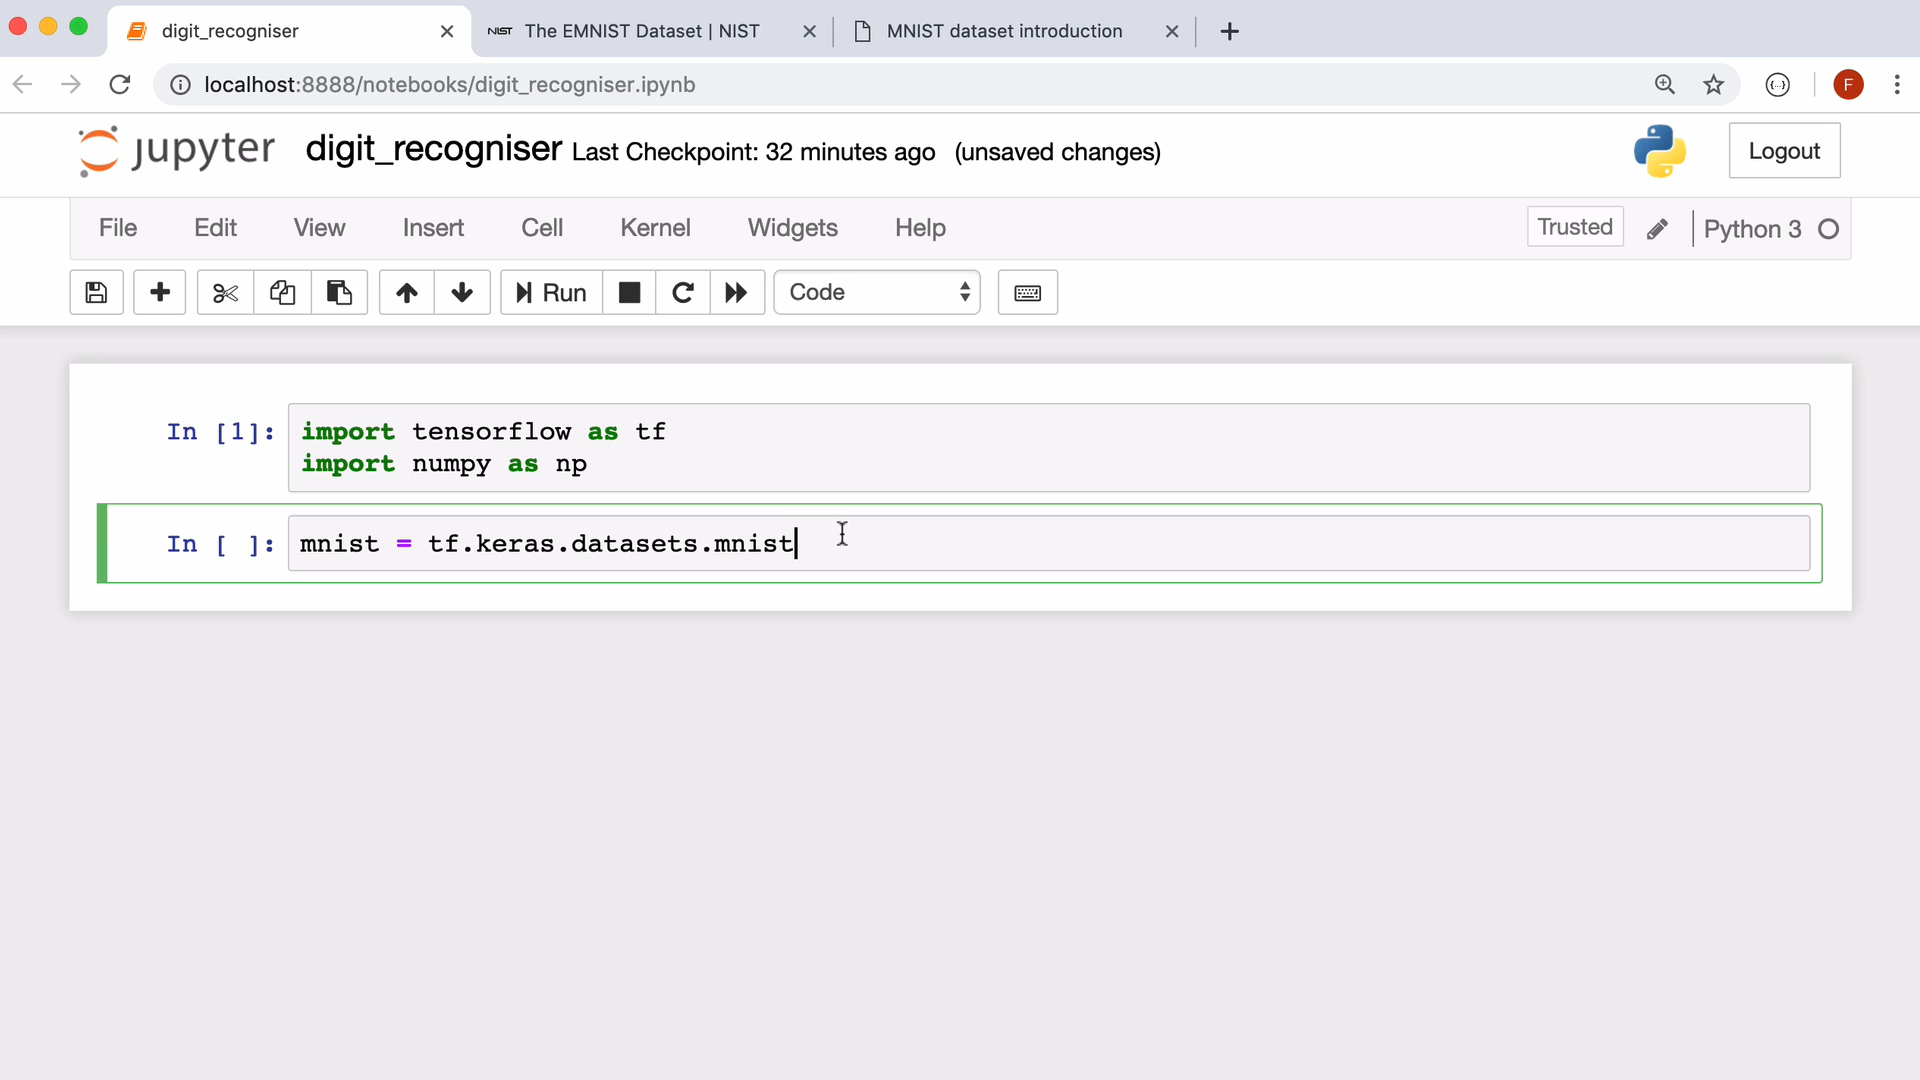 digit_recogniser
NIST The EMNIST Dataset | NIST
MNIST dataset introduction
localhost:8888/notebooks/digit_recogniser.ipynb
F
jupyter digit_recogniser Last Checkpoint: 32 minutes ago (unsaved changes)
Logout
File Edit View Insert Cell Kernel Widgets Help
Trusted
Python 3
Run
Code
In [1]: import tensorflow as tf
import numpy as np
In [ ]: mnist = tf.keras.datasets.mnist